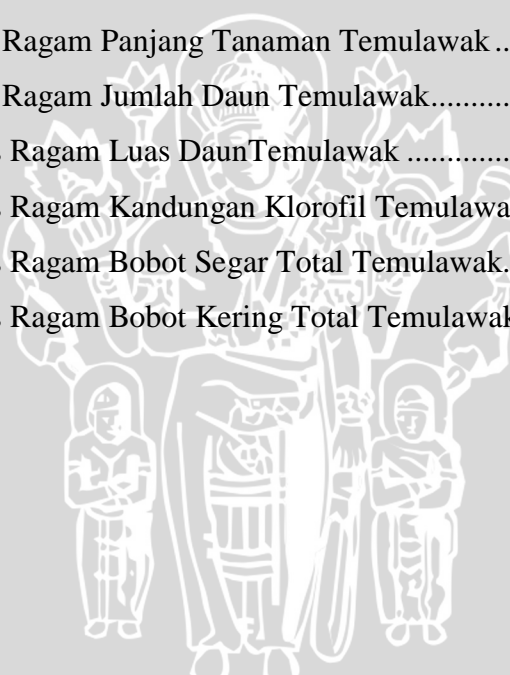 Ragam Panjang Tanaman Temulawak ..
Ragam Jumlah Daun Temulawak..........
Ragam Luas DaunTemulawak .............
Ragam Kandungan Klorofil Temulawa
Ragam Bobot Segar Total Temulawak.
Ragam Bobot Kering Total Temulawak